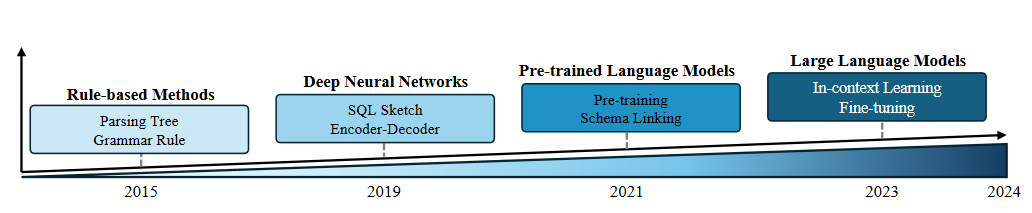 Rule-based Methods
Parsing Tree
Grammar Rule
Deep Neural Networks
SQL Sketch
Encoder-Decoder
Pre-trained Language Models
Pre-training
Schema Linking
Large Language Models
In-context Learning
Fine-tuning
2015
2019
2021
2023
2024